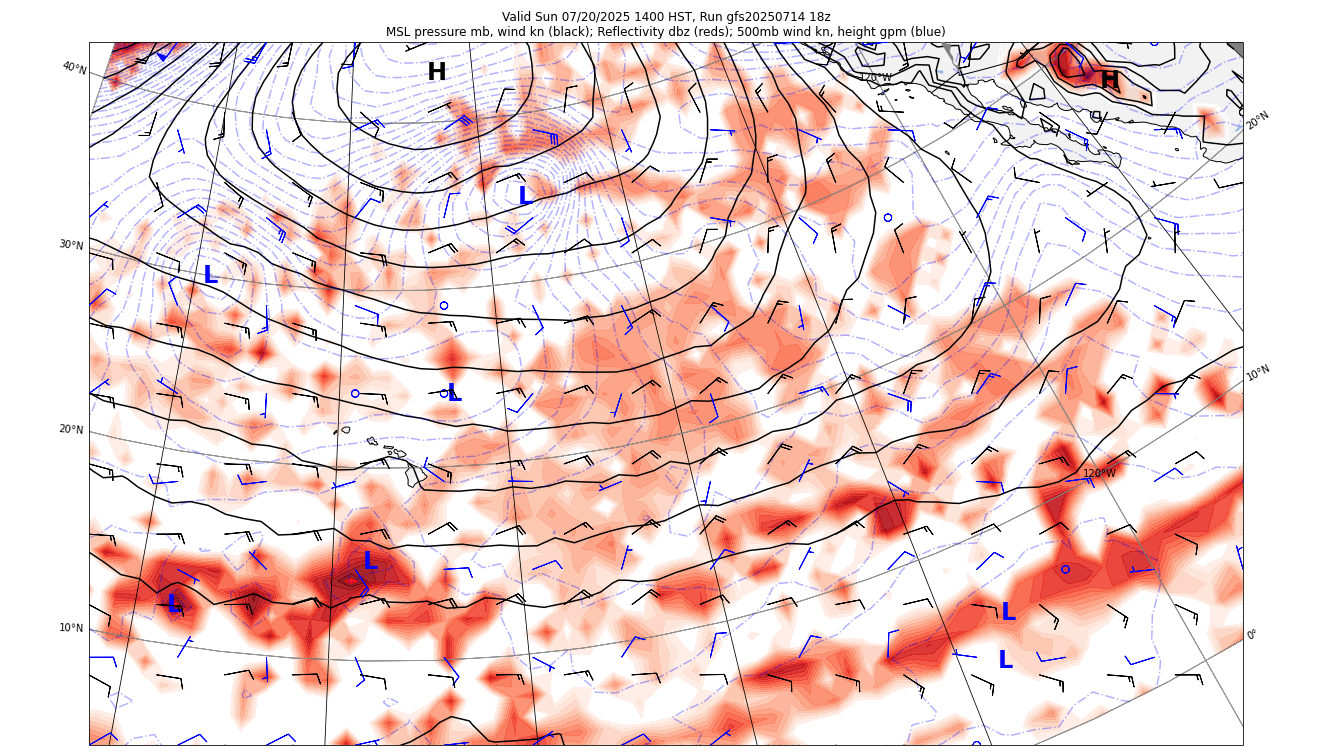 Valid Sun 07/20/2025 1400 HST, Run gfs20250714 18z
MSL pressure mb, wind kn (black); Reflectivity dbz (reds); 500mb wind kn, height gpm (blue)
40°N
H
120°W
H
20°N
L
30°N
L
10°N
L
20°N
120°W
L
L
L
10°N
0°
L